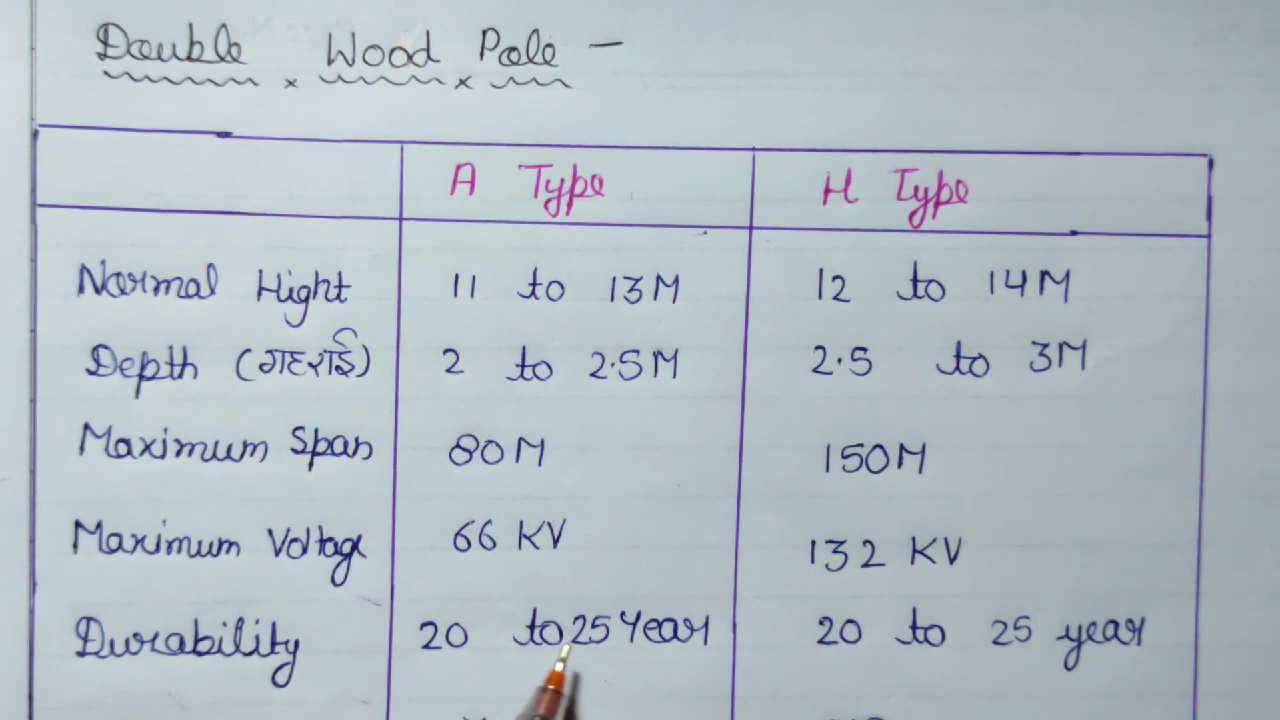 Double Wood Pole -
A Type H Type
Normal Hight 11 to 13M 12 to 14M
Depth (गहराई) 2 to 2.5M 2.5 to 3M
Maximum Span 80M 150M
Maximum Voltage 66 KV 132 KV
Durability 20 to 25 Year 20 to 25 year